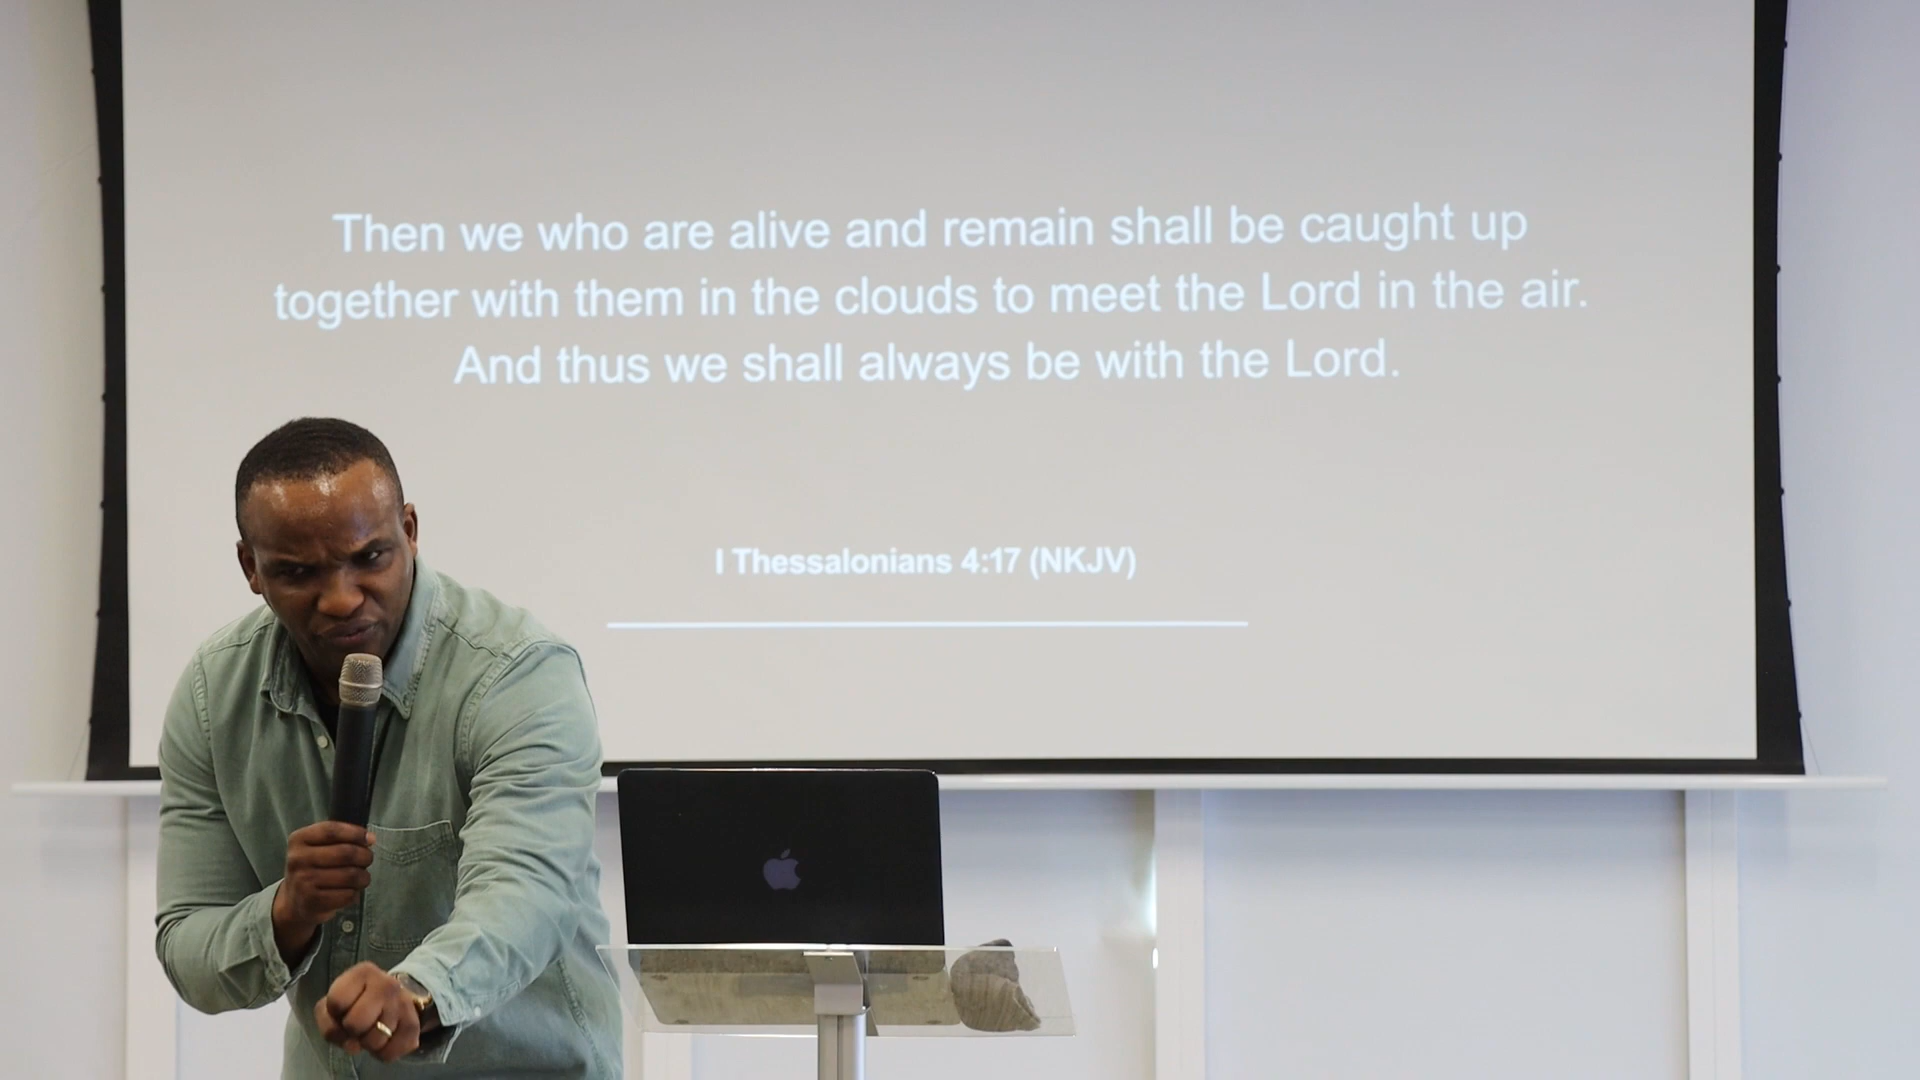 Then we who are alive and remain shall be caught up
together with them in the clouds to meet the Lord in the air.
And thus we shall always be with the Lord.
I Thessalonians 4:17 (NKJV)